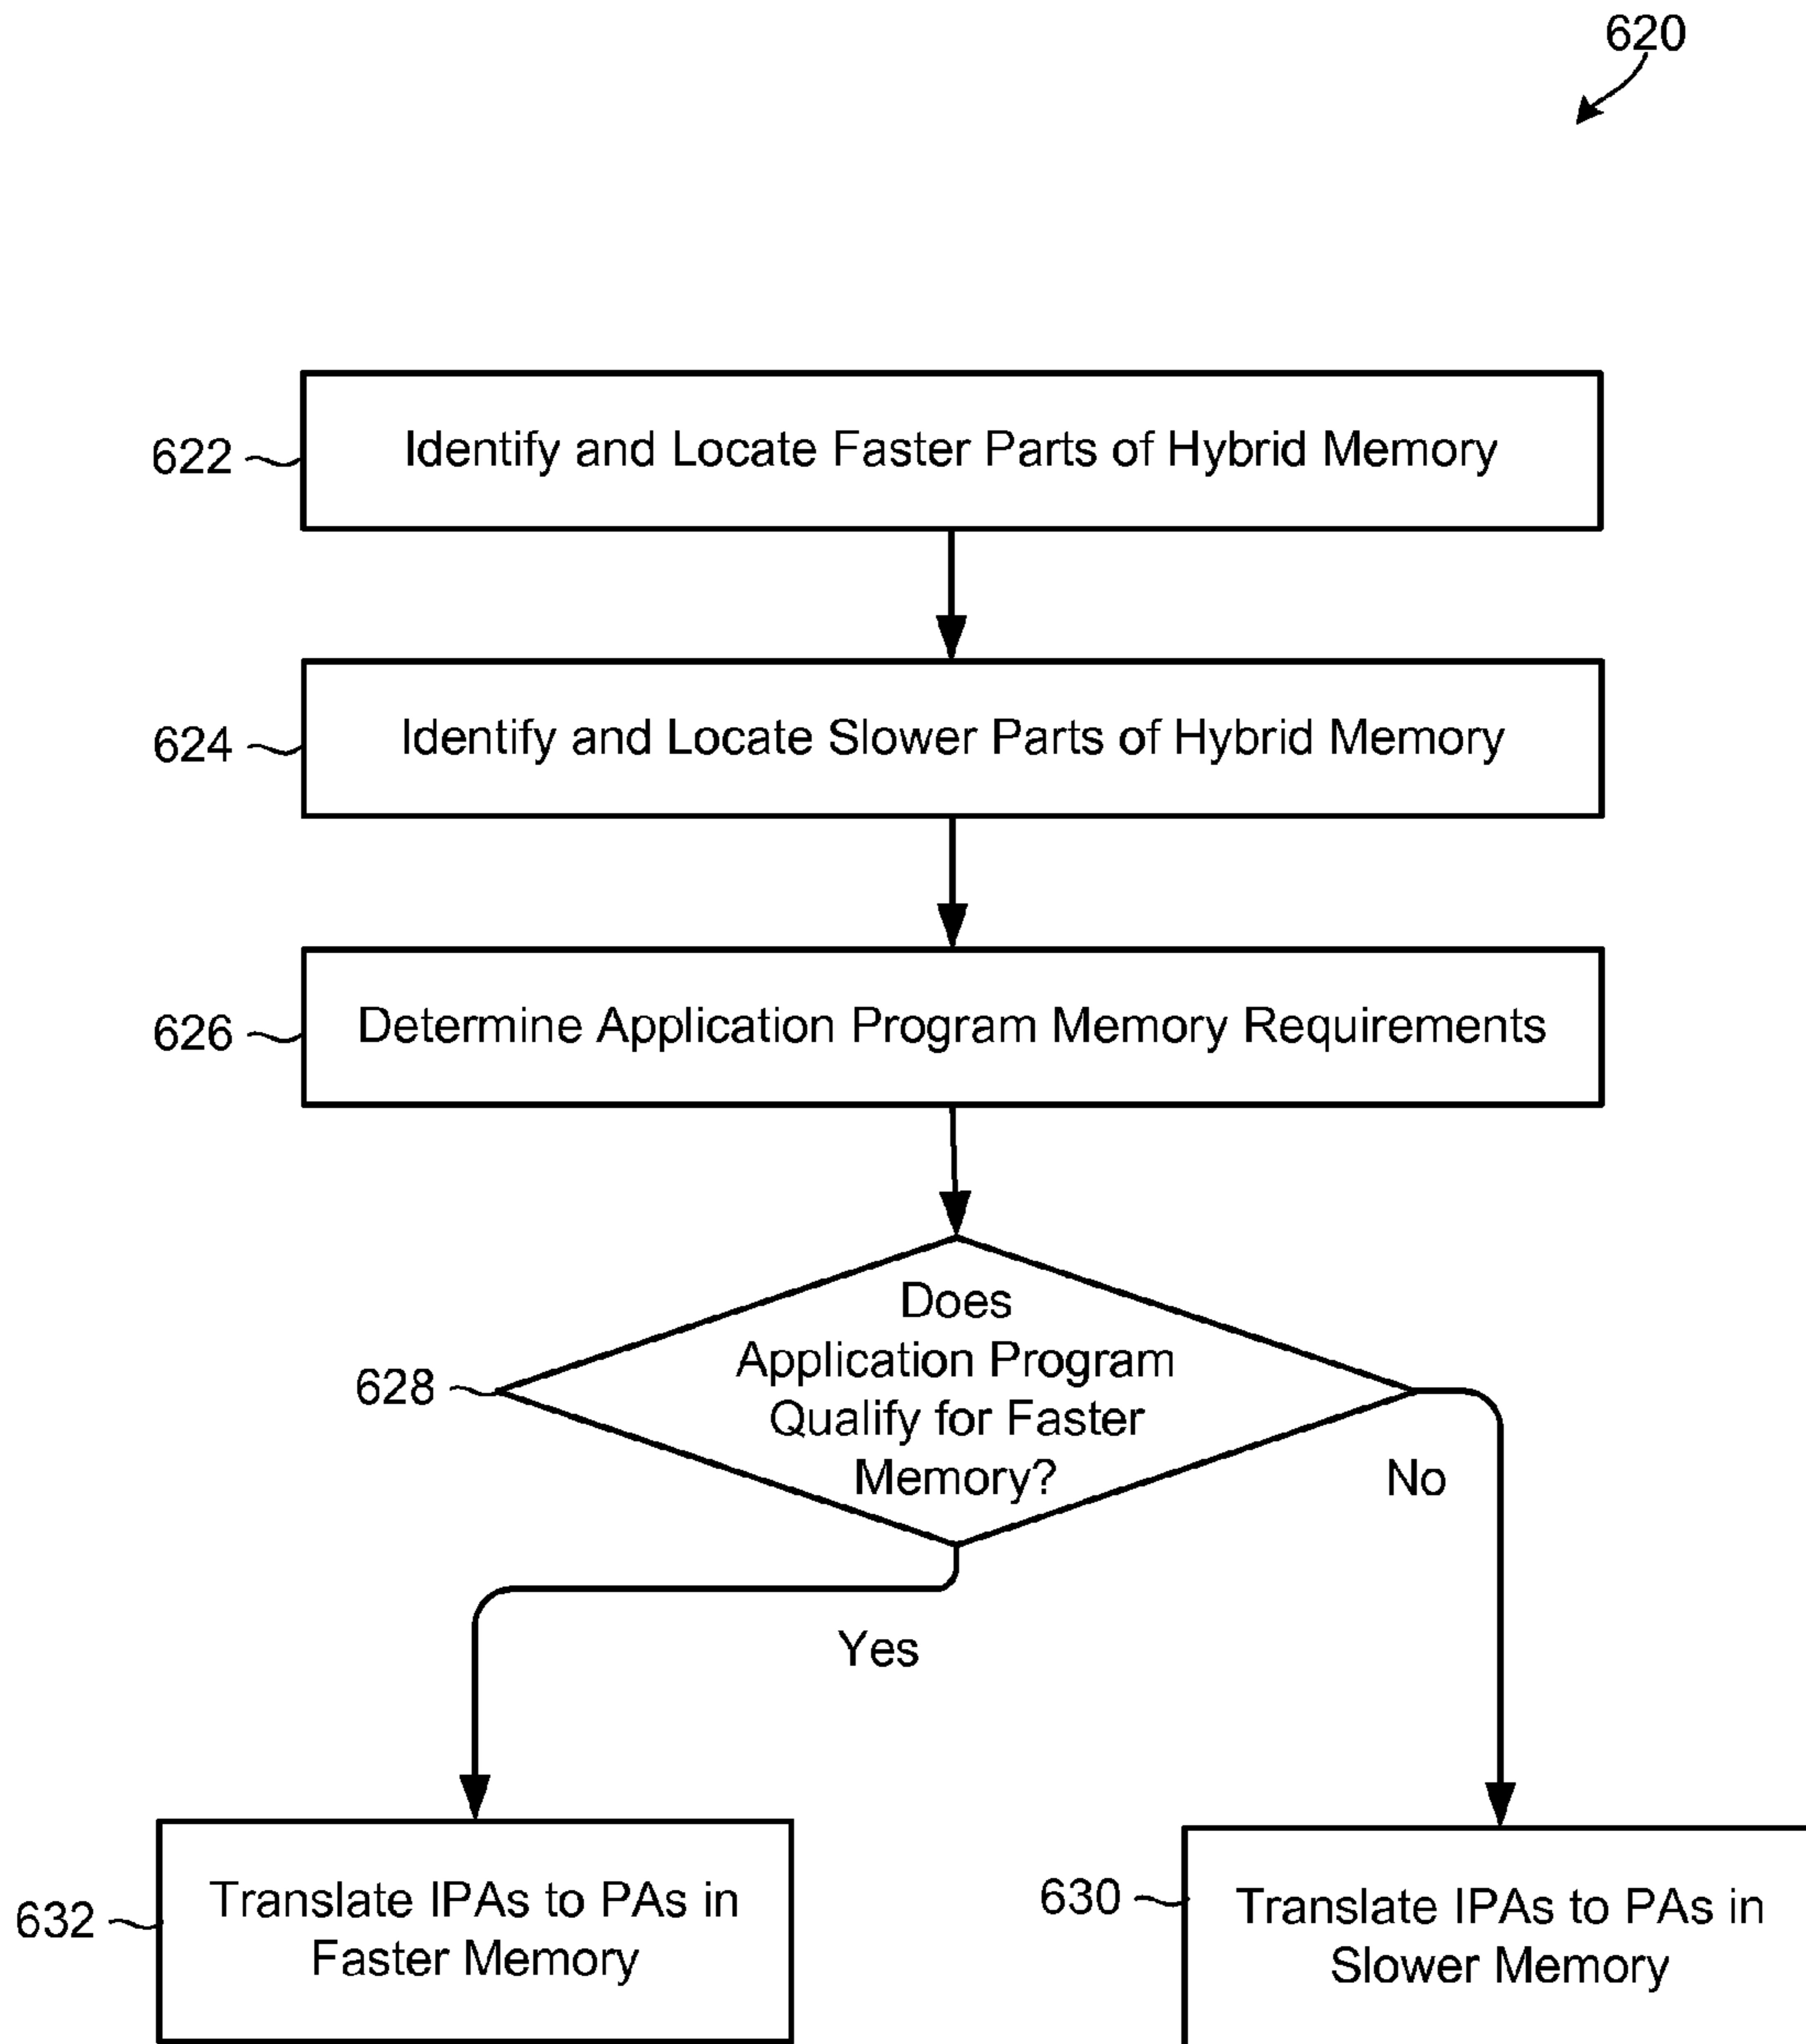 620
622
Identify and Locate Faster Parts of Hybrid Memory
624
Identify and Locate Slower Parts of Hybrid Memory
626
Determine Application Program Memory Requirements
628
Does
Application Program
Qualify for Faster
Memory?
No
Yes
632
Translate IPAs to PAs in
Faster Memory
630
Translate IPAs to PAs in
Slower Memory